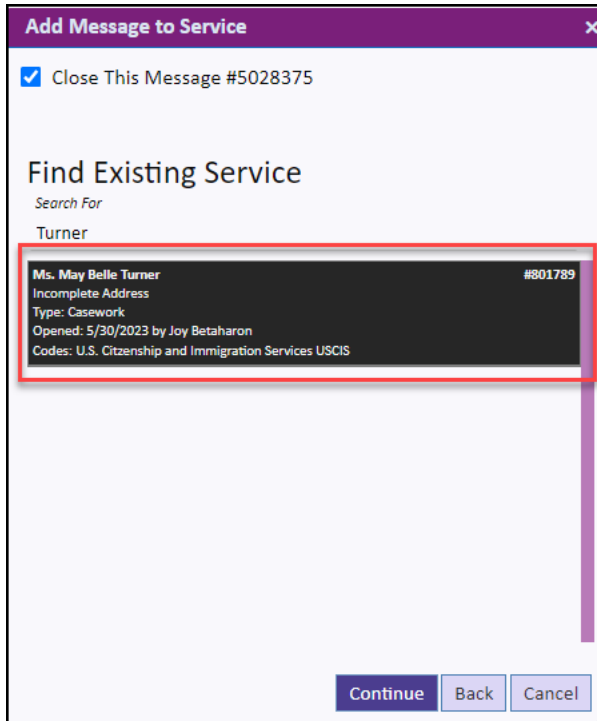 Add Message to Service ×
Close This Message #5028375
Find Existing Service
Search For
Turner
Ms. May Belle Turner #801789
Incomplete Address
Type: Casework
Opened: 5/30/2023 by Joy Betaharon
Codes: U.S. Citzenship and Immigration Services USCIS
Continue Back Cancel